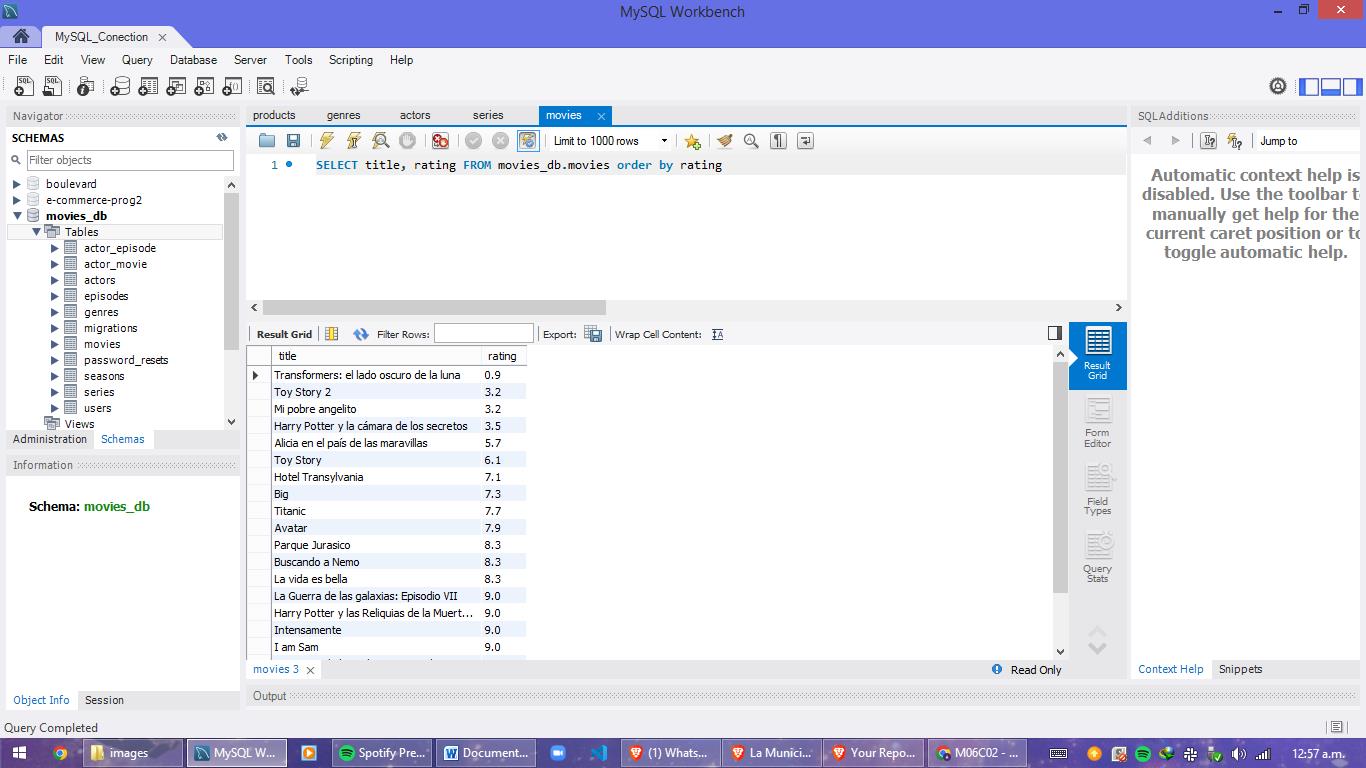 MySQL Workbench
MySQL_Conection
File Edit View Query Database Server Tools Scripting Help
Navigator
SCHEMAS
Filter objects
boulevard
e-commerce-prog2
movies_db
Tables
actor_episode
actor_movie
actors
episodes
genres
migrations
movies
password_resets
seasons
series
users
Views
Administration Schemas
Information
Schema: movies_db
Object Info Session
products genres actors series movies
Limit to 1000 rows
1 SELECT title, rating FROM movies_db.movies order by rating
Result Grid Filter Rows: Export: Wrap Cell Content:
title rating
Transformers: el lado oscuro de la luna 0.9
Toy Story 2 3.2
Mi pobre angelito 3.2
Harry Potter y la cámara de los secretos 3.5
Alicia en el país de las maravillas 5.7
Toy Story 6.1
Hotel Transylvania 7.1
Big 7.3
Titanic 7.7
Avatar 7.9
Parque Jurasico 8.3
Buscando a Nemo 8.3
La vida es bella 8.3
La Guerra de las galaxias: Episodio VII 9.0
Harry Potter y las Reliquias de la Muert... 9.0
Intensamente 9.0
I am Sam 9.0
Result
Grid
Form
Editor
Field
Types
Query
Stats
movies 3
Read Only
Output
SQLAdditions
Jump to
Automatic context help is
disabled. Use the toolbar t
manually get help for the
current caret position or to
toggle automatic help.
Context Help Snippets
Query Completed
images MySQL W... Spotify Pre... Document... (1) Whats... La Munici... Your Repo... M06C02 - ... 12:57 a.m.